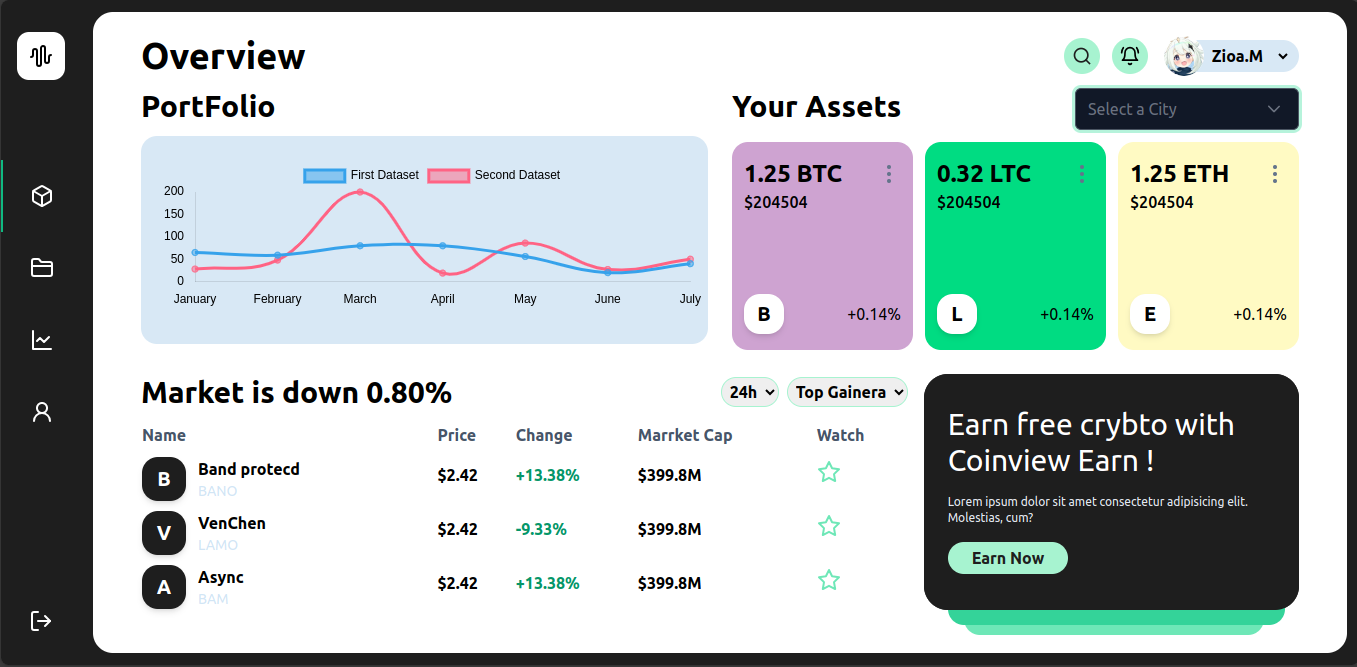 Overview
Zioa.M
PortFolio
Your Assets
Select a City
First Dataset Second Dataset
200
150
100
50
0
January February March April May June July
1.25 BTC
$204504
B +0.14%
0.32 LTC
$204504
L +0.14%
1.25 ETH
$204504
E +0.14%
Market is down 0.80%
24h Top Gainera
Name Price Change Marrket Cap Watch
B Band protecd $2.42 +13.38% $399.8M
BANO
V VenChen $2.42 -9.33% $399.8M
LAMO
A Async $2.42 +13.38% $399.8M
BAM
Earn free crybto with
Coinview Earn !
Lorem ipsum dolor sit amet consectetur adipisicing elit.
Molestias, cum?
Earn Now